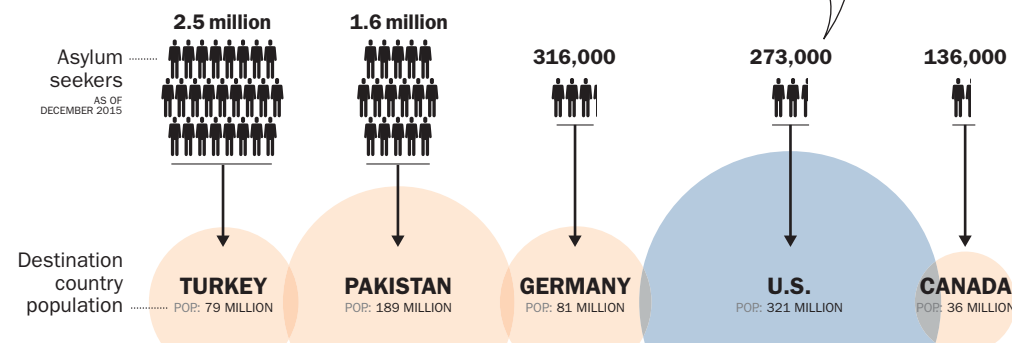 2.5 million
1.6 million
316,000
273,000
136,000
Asylum
seekers
AS OF
DECEMBER 2015
Destination
country
population
TURKEY
POP.: 79 MILLION
PAKISTAN
POP.: 189 MILLION
GERMANY
POP.: 81 MILLION
U.S.
POP.: 321 MILLION
CANADA
POP.: 36 MILLION